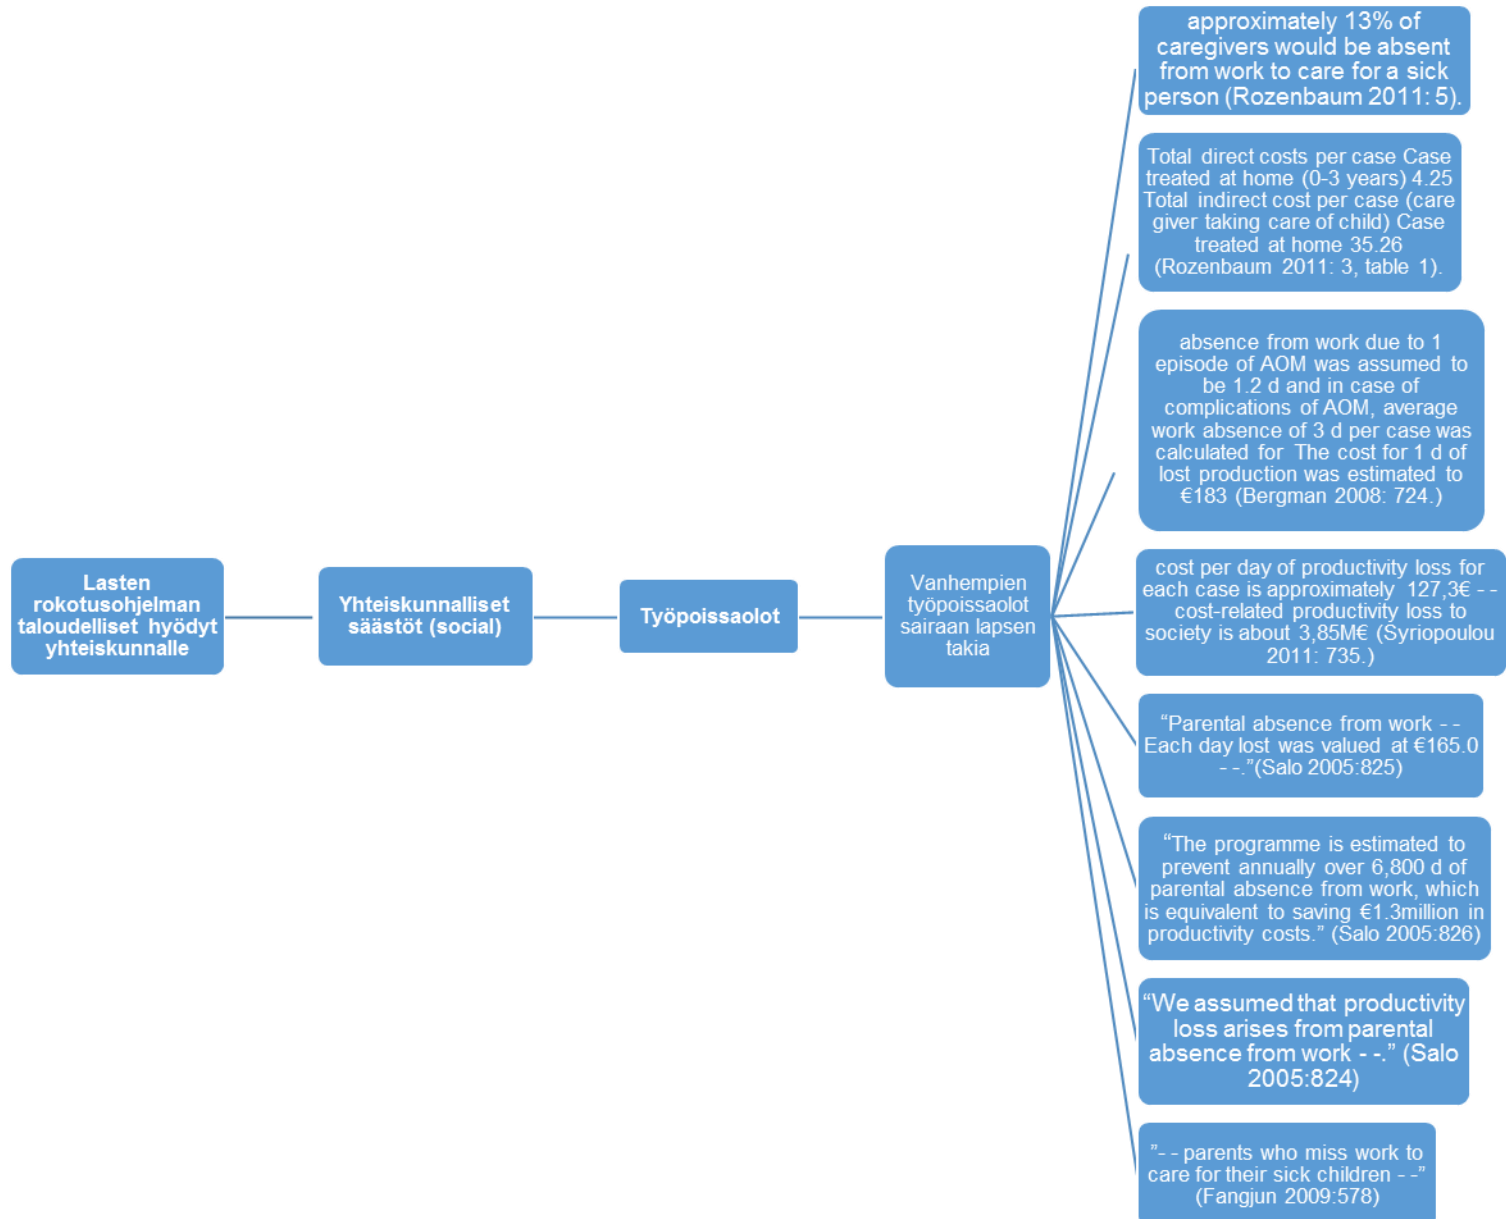 Lasten
rokotusohjelman
taloudelliset hyödyt
yhteiskunnalle
Yhteiskunnalliset
säästöt (social)
Työpoissaolot
Vanhempien
työpoissaolot
sairaan lapsen
takia
approximately 13% of
caregivers would be absent
from work to care for a sick
person (Rozenbaum 2011: 5).
Total direct costs per case Case
treated at home (0-3 years) 4.25
Total indirect cost per case (care
giver taking care of child) Case
treated at home 35.26
(Rozenbaum 2011: 3, table 1).
absence from work due to 1
episode of AOM was assumed to
be 1.2 d and in case of
complications of AOM, average
work absence of 3 d per case was
calculated for The cost for 1 d of
lost production was estimated to
€183 (Bergman 2008: 724.)
cost per day of productivity loss for
each case is approximately 127,3€ - -
cost-related productivity loss to
society is about 3,85M€ (Syriopoulou
2011: 735.)
“Parental absence from work - -
Each day lost was valued at €165.0
- -.”(Salo 2005:825)
“The programme is estimated to
prevent annually over 6,800 d of
parental absence from work, which
is equivalent to saving €1.3million in
productivity costs.” (Salo 2005:826)
“We assumed that productivity
loss arises from parental
absence from work - -.” (Salo
2005:824)
”- - parents who miss work to
care for their sick children - -”
(Fangjun 2009:578)